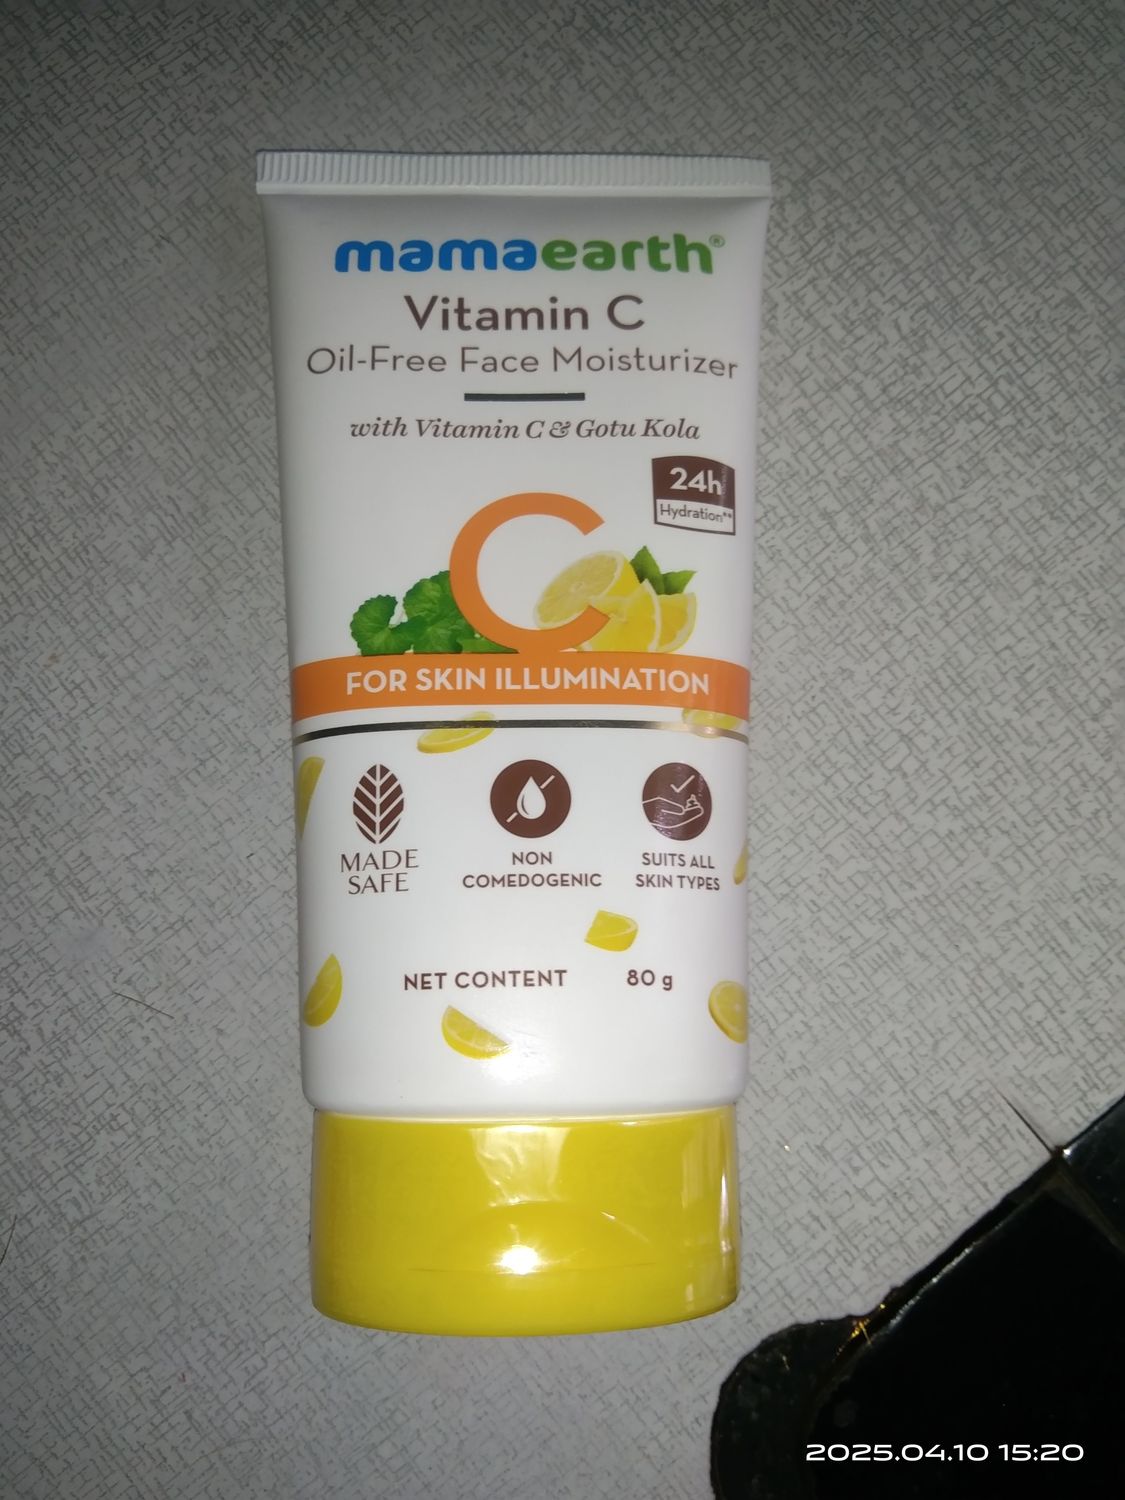 mamaearth®
Vitamin C
Oil-Free Face Moisturizer
with Vitamin C & Gotu Kola
24h
Hydration**
C
FOR SKIN ILLUMINATION
MADE
SAFE
NON
COMEDOGENIC
SUITS ALL
SKIN TYPES
NET CONTENT 80 g
2025.04.10 15:20